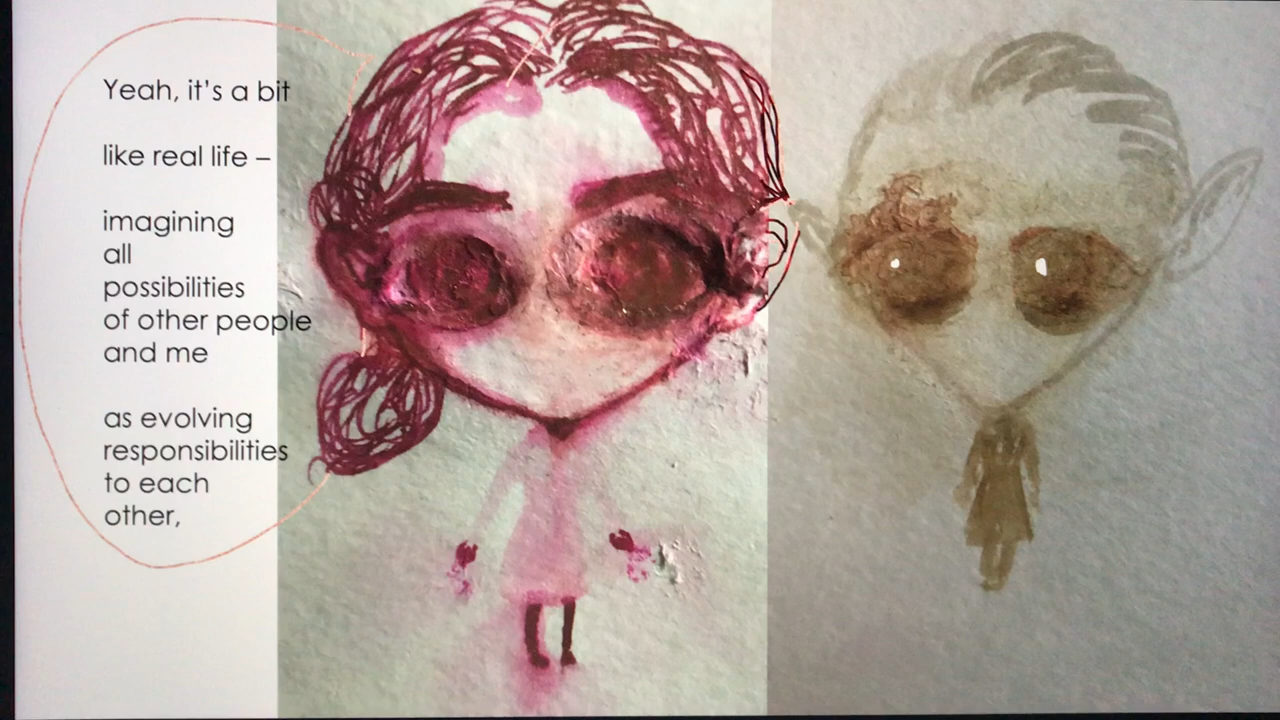 Yeah, it's a bit
like real life –
imagining
all
possibilities
of other people
and me
as evolving
responsibilities
to each
other,